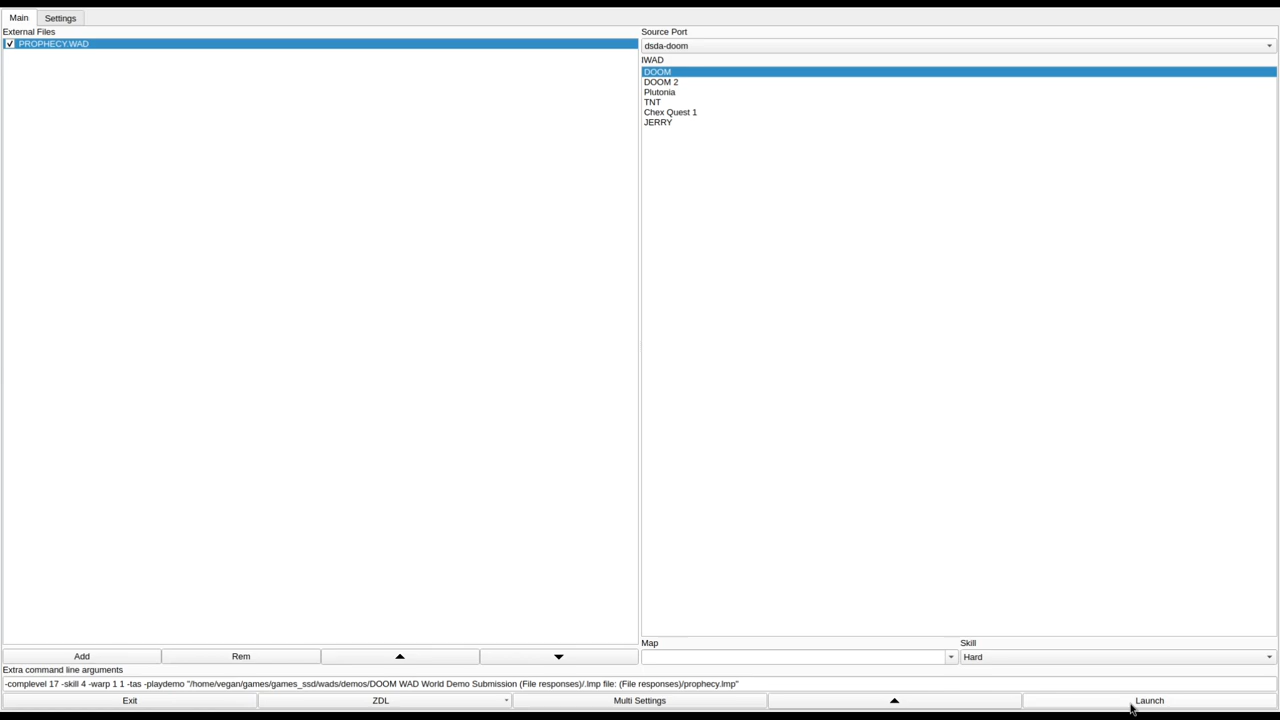 Main Settings
External Files
PROPHECY.WAD
Source Port
dsda-doom
IWAD
DOOM
DOOM 2
Plutonia
TNT
Chex Quest 1
JERRY
Map Skill
Hard
Add Rem
Extra command line arguments
-complevel 17 -skill 4 -warp 1 1 -tas -playdemo "/home/vegan/games/games_ssd/wads/demos/DOOM WAD World Demo Submission (File responses)/.lmp file: (File responses)/prophecy.lmp"
Exit ZDL Multi Settings Launch